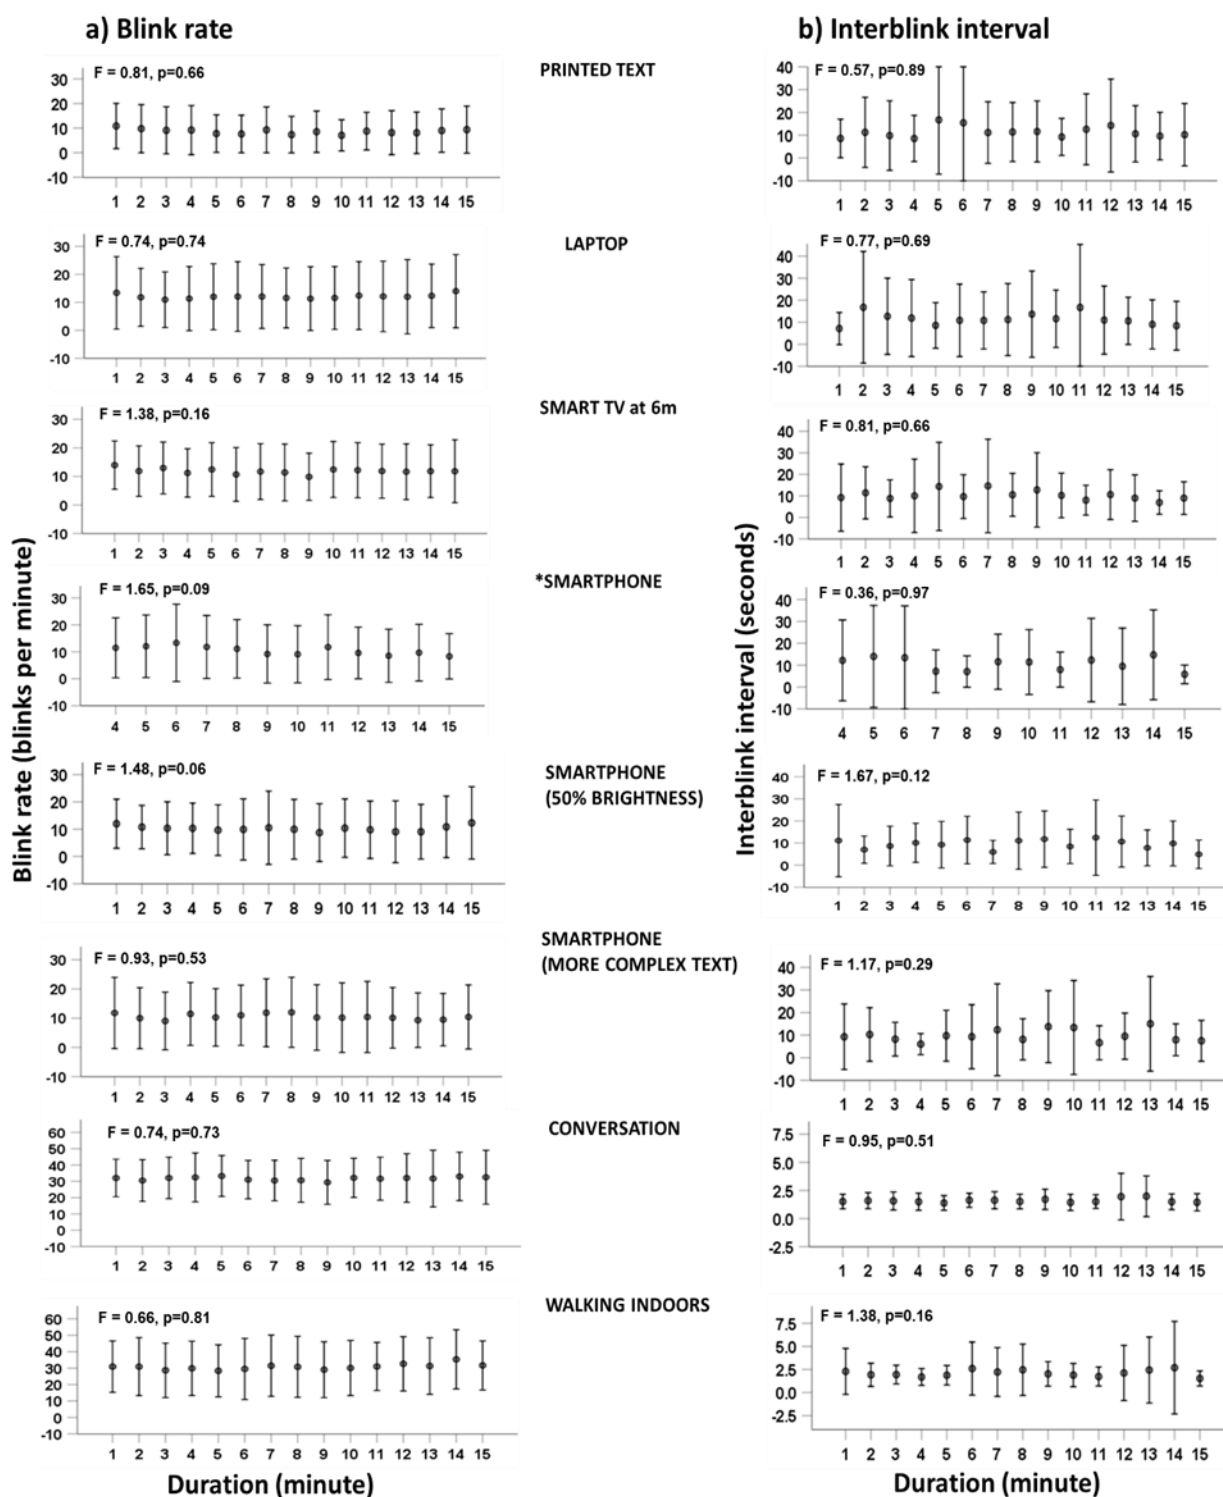 a) Blink rate
b) Interblink interval
PRINTED TEXT
F = 0.81, p=0.66
30
20
10
0
-10
1 2 3 4 5 6 7 8 9 10 11 12 13 14 15
F = 0.57, p=0.89
40
30
20
10
0
-10
1 2 3 4 5 6 7 8 9 10 11 12 13 14 15
LAPTOP
F = 0.74, p=0.74
30
20
10
0
-10
1 2 3 4 5 6 7 8 9 10 11 12 13 14 15
F = 0.77, p=0.69
40
30
20
10
0
-10
1 2 3 4 5 6 7 8 9 10 11 12 13 14 15
SMART TV at 6m
F = 1.38, p=0.16
30
20
10
0
-10
1 2 3 4 5 6 7 8 9 10 11 12 13 14 15
F = 0.81, p=0.66
40
30
20
10
0
-10
1 2 3 4 5 6 7 8 9 10 11 12 13 14 15
*SMARTPHONE
F = 1.65, p=0.09
30
20
10
0
-10
4 5 6 7 8 9 10 11 12 13 14 15
F = 0.36, p=0.97
40
30
20
10
0
-10
4 5 6 7 8 9 10 11 12 13 14 15
SMARTPHONE
(50% BRIGHTNESS)
F = 1.48, p=0.06
30
20
10
0
-10
1 2 3 4 5 6 7 8 9 10 11 12 13 14 15
F = 1.67, p=0.12
40
30
20
10
0
-10
1 2 3 4 5 6 7 8 9 10 11 12 13 14 15
SMARTPHONE
(MORE COMPLEX TEXT)
F = 0.93, p=0.53
30
20
10
0
-10
1 2 3 4 5 6 7 8 9 10 11 12 13 14 15
F = 1.17, p=0.29
40
30
20
10
0
-10
1 2 3 4 5 6 7 8 9 10 11 12 13 14 15
CONVERSATION
F = 0.74, p=0.73
60
50
40
30
20
10
0
-10
1 2 3 4 5 6 7 8 9 10 11 12 13 14 15
F = 0.95, p=0.51
7.5
5.0
2.5
0.0
-2.5
1 2 3 4 5 6 7 8 9 10 11 12 13 14 15
WALKING INDOORS
F = 0.66, p=0.81
60
50
40
30
20
10
0
-10
1 2 3 4 5 6 7 8 9 10 11 12 13 14 15
F = 1.38, p=0.16
7.5
5.0
2.5
0.0
-2.5
1 2 3 4 5 6 7 8 9 10 11 12 13 14 15
Blink rate (blinks per minute)
Interblink interval (seconds)
Duration (minute)
Duration (minute)